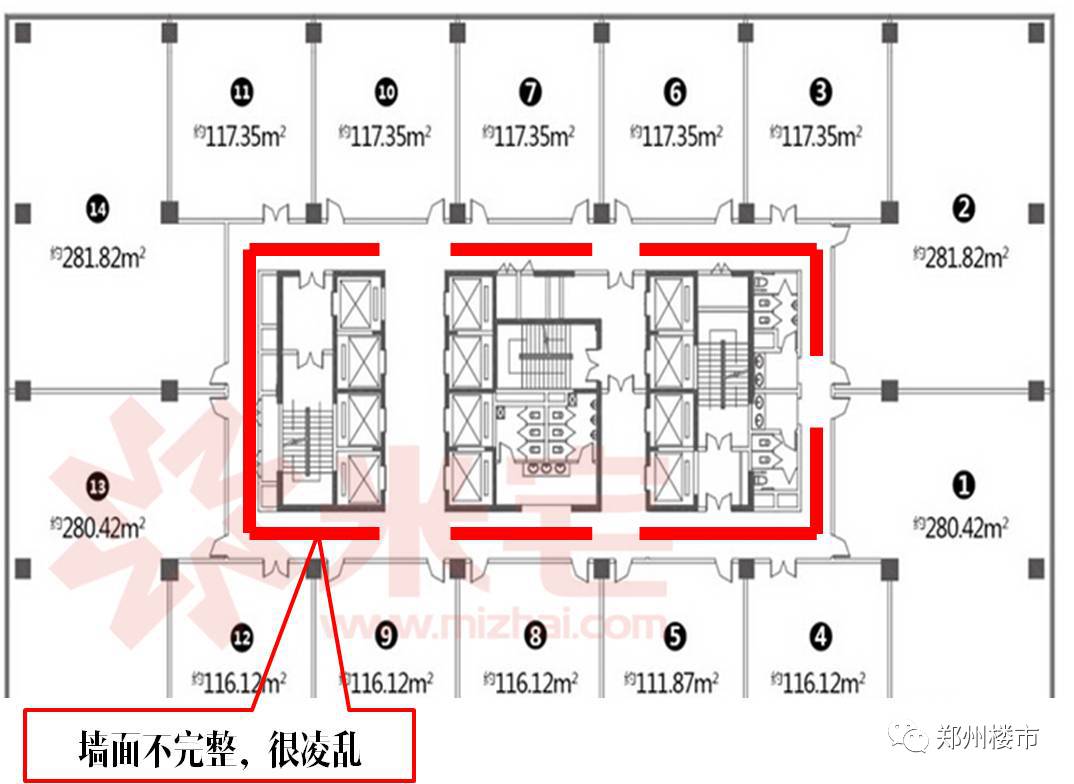 11
10
7
6
3
约117.35m²
约117.35m²
约117.35m²
约117.35m²
约117.35m²
14
2
约281.82m²
约281.82m²
13
1
约280.42m²
约280.42m²
米宅
www.mizhai.com
12
9
8
5
4
约116.12m²
约116.12m²
约116.12m²
约111.87m²
约116.12m²
墙面不完整，很凌乱
郑州楼市